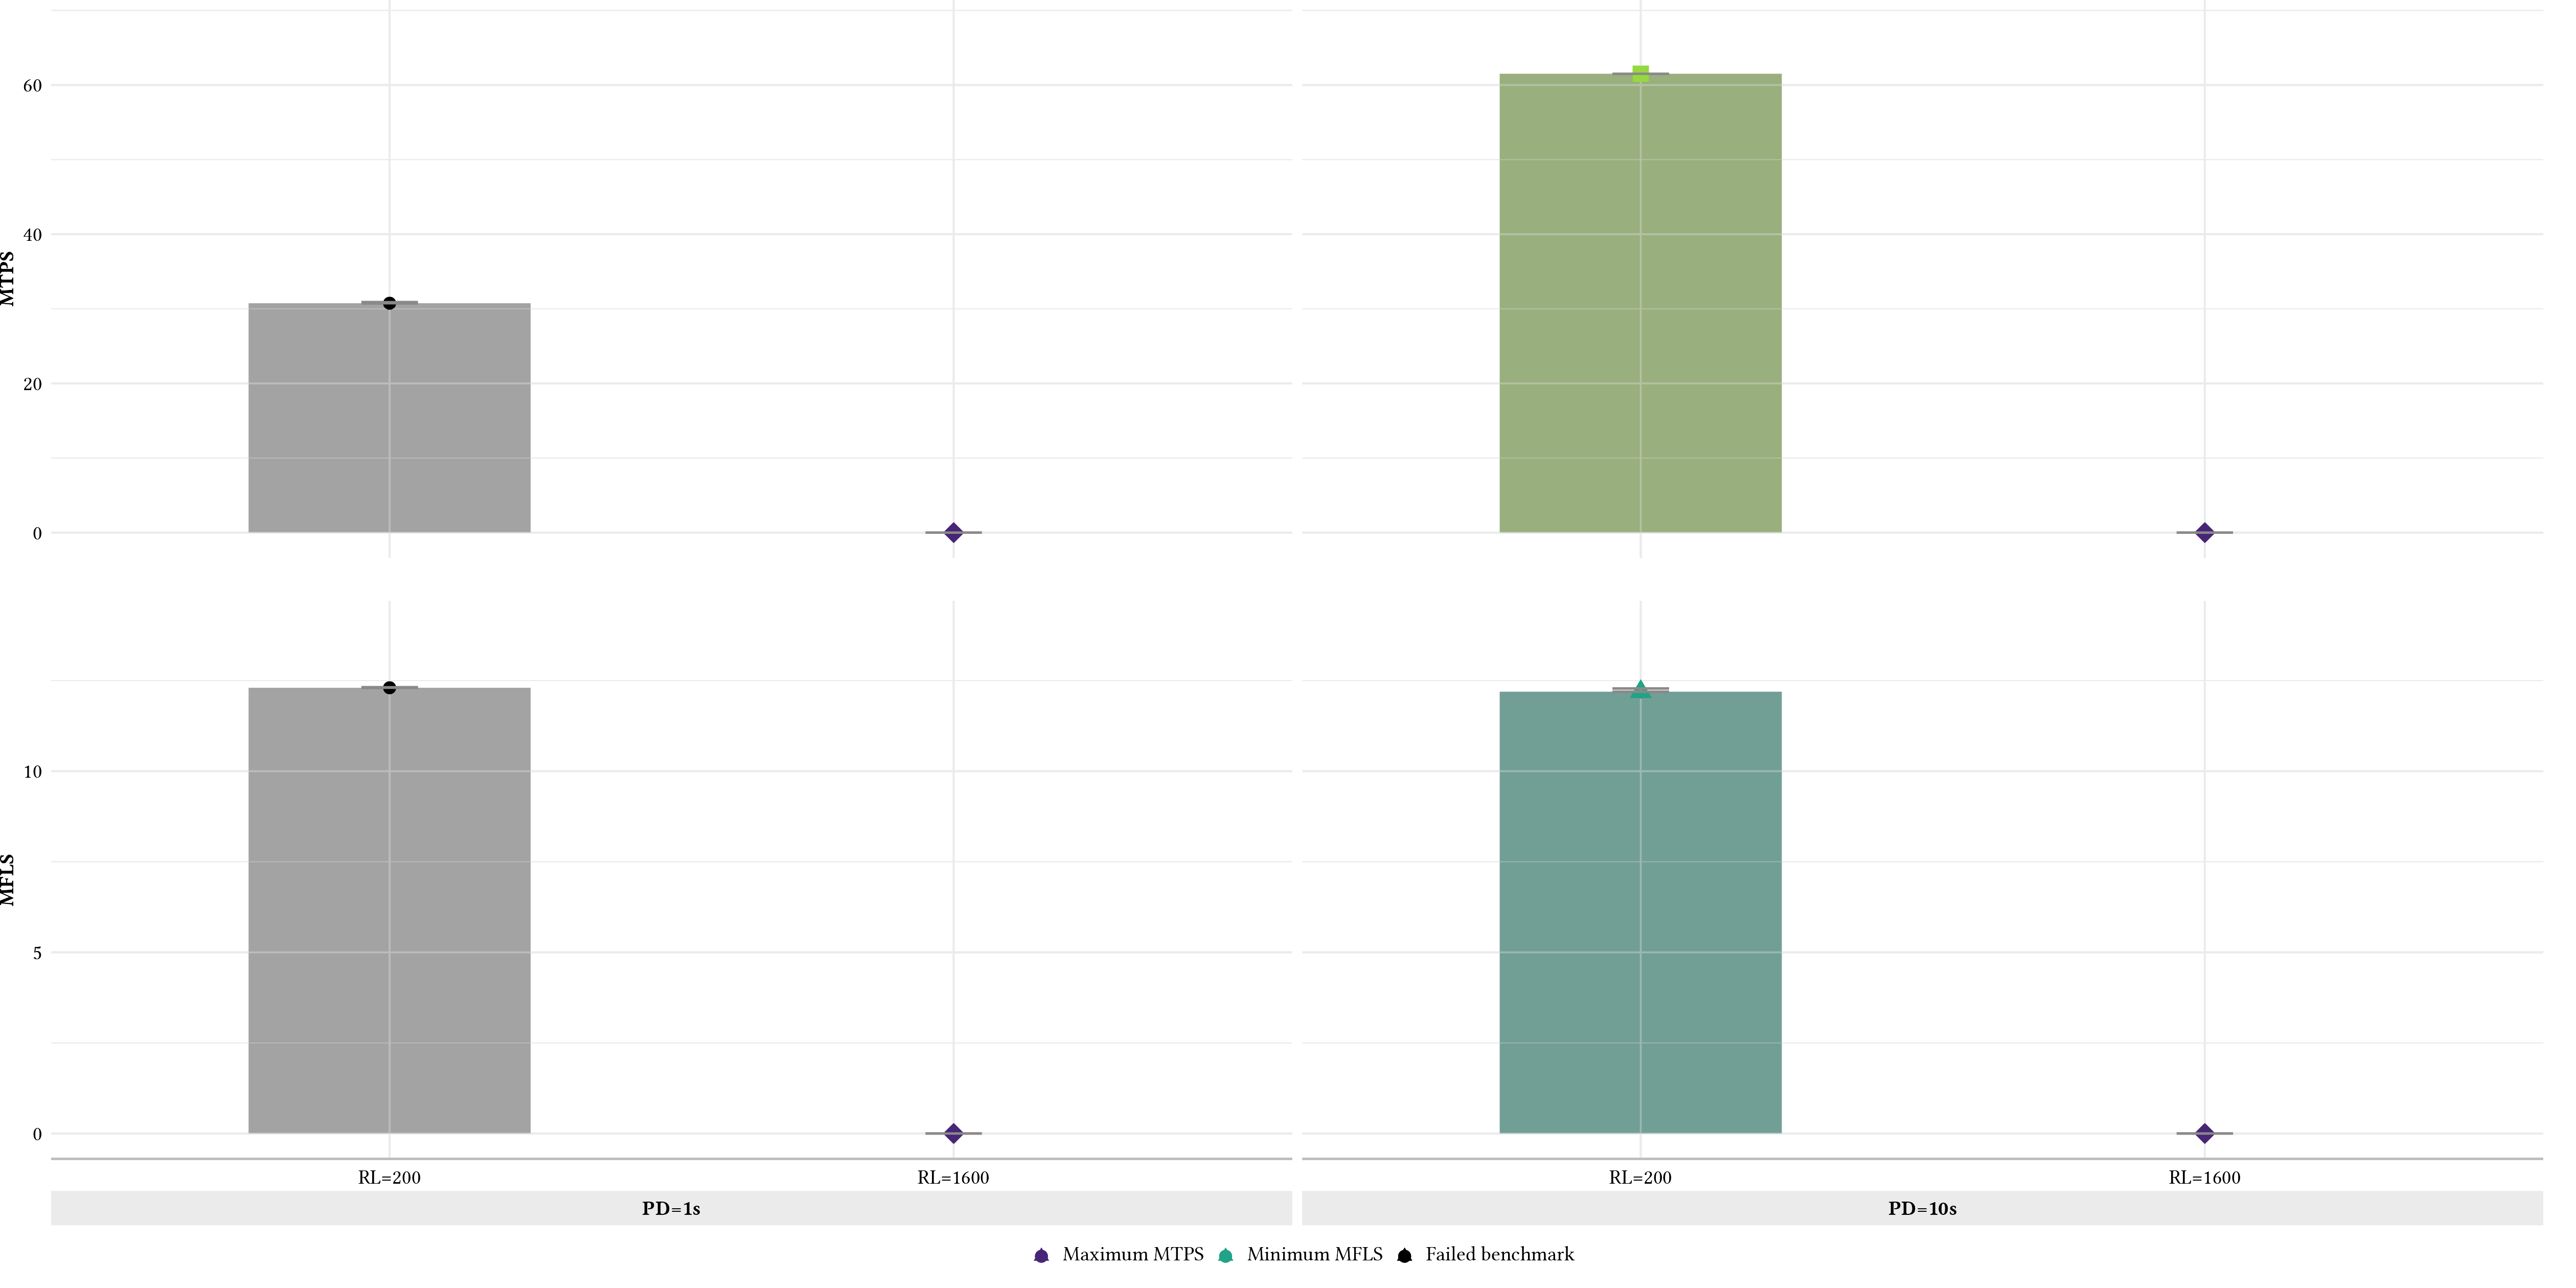 60
40
20
0
MTPS
10
5
0
MFLS
RL=200
RL=1600
RL=200
RL=1600
PD=1s
PD=10s
Maximum MTPS
Minimum MFLS
Failed benchmark